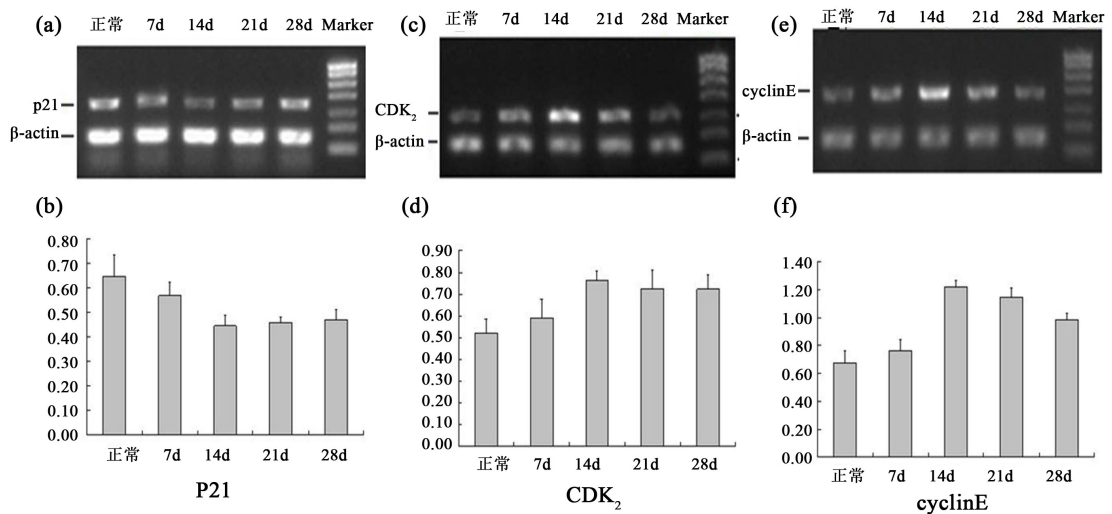 (a) 正常 7d 14d 21d 28d Marker
p21
β-actin
(c) 正常 7d 14d 21d 28d Marker
CDK₂
β-actin
(e) 正常 7d 14d 21d 28d Marker
cyclinE
β-actin
(b)
0.80
0.70
0.60
0.50
0.40
0.30
0.20
0.10
0.00
正常 7d 14d 21d 28d
P21
(d)
0.90
0.80
0.70
0.60
0.50
0.40
0.30
0.20
0.10
0.00
正常 7d 14d 21d 28d
CDK₂
(f)
1.40
1.20
1.00
0.80
0.60
0.40
0.20
0.00
正常 7d 14d 21d 28d
cyclinE